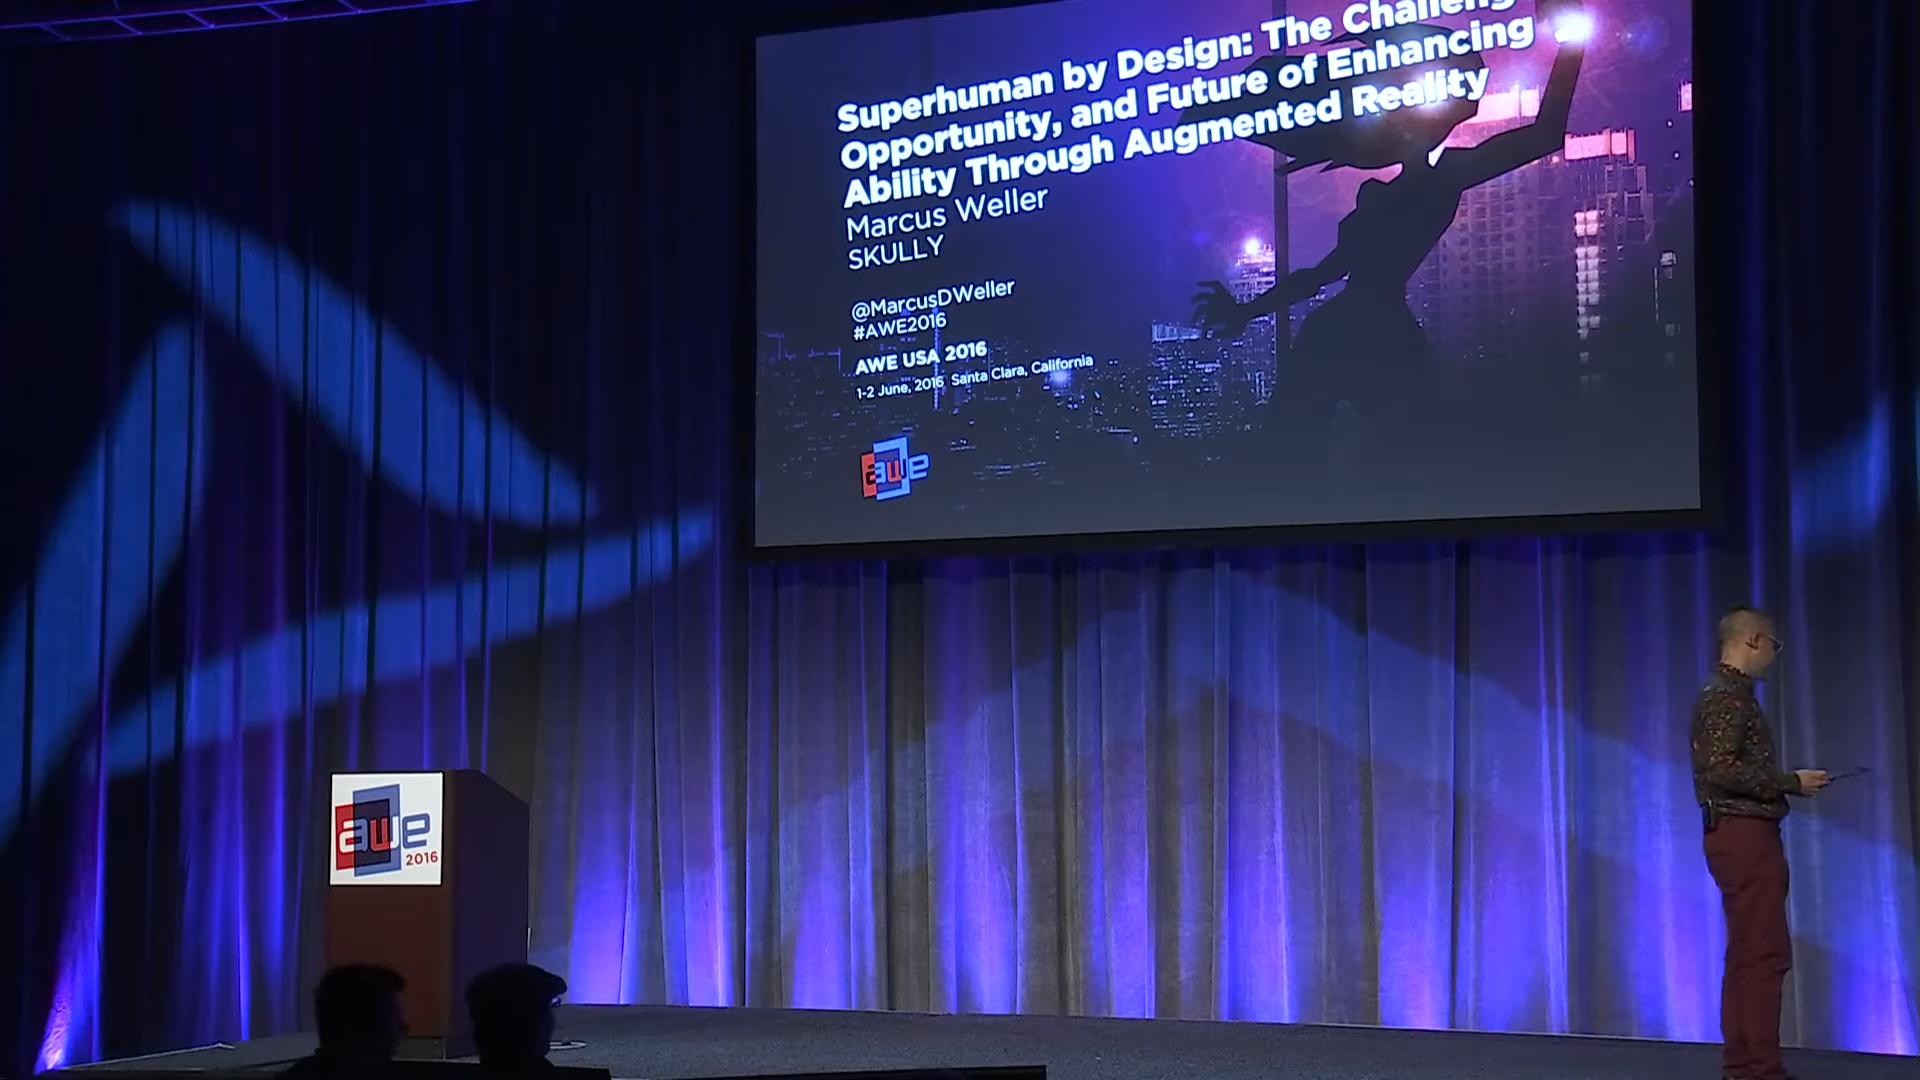 Superhuman by Design: The Challeng
Opportunity, and Future of Enhancing
Ability Through Augmented Reality
Marcus Weller
SKULLY
@MarcusDWeller
#AWE2016
AWE USA 2016
1-2 June, 2016 Santa Clara, California
awe
awe
2016